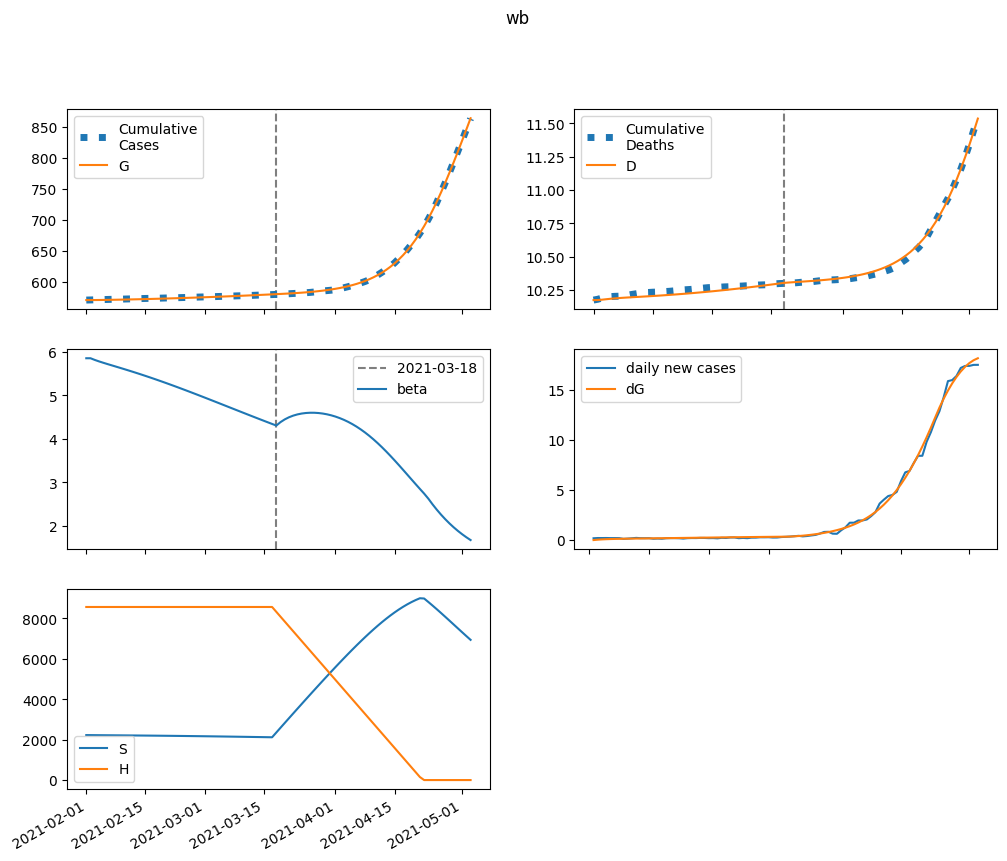 wb
850
800
750
700
650
600
Cumulative
Cases
G
11.50
11.25
11.00
10.75
10.50
10.25
Cumulative
Deaths
D
6
5
4
3
2
2021-03-18
beta
15
10
5
0
daily new cases
dG
8000
6000
4000
2000
0
S
H
2021-02-01
2021-02-15
2021-03-01
2021-03-15
2021-04-01
2021-04-15
2021-05-01